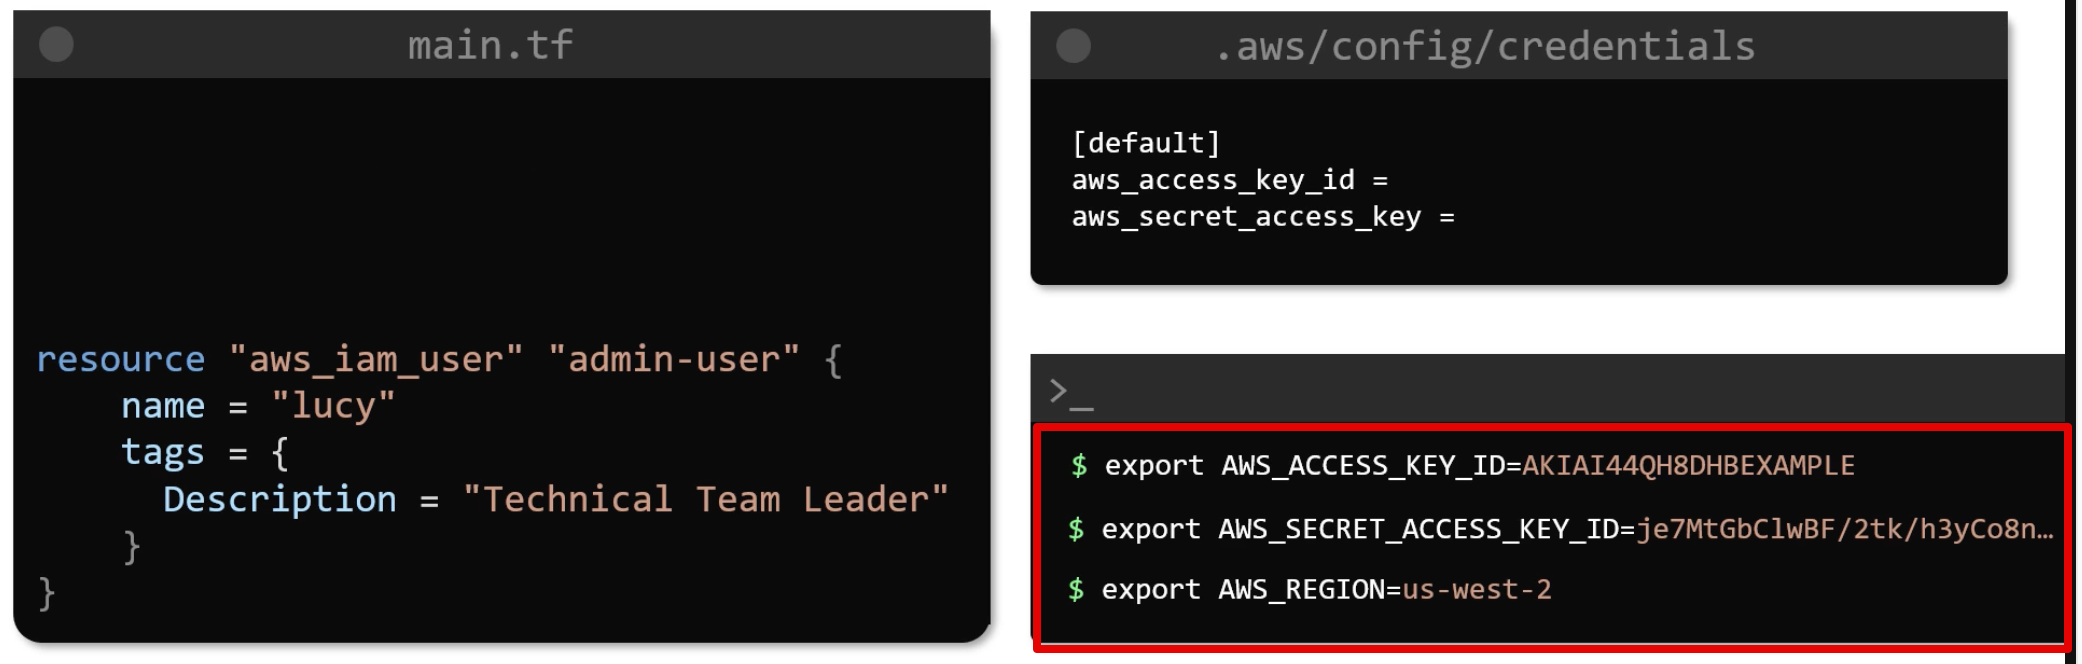 main.tf
resource "aws_iam_user" "admin-user" {
    name = "lucy"
    tags = {
      Description = "Technical Team Leader"
    }
}
.aws/config/credentials
[default]
aws_access_key_id =
aws_secret_access_key =
>_
$ export AWS_ACCESS_KEY_ID=AKIAI44QH8DHBEXAMPLE
$ export AWS_SECRET_ACCESS_KEY_ID=je7MtGbClwBF/2tk/h3yCo8n…
$ export AWS_REGION=us-west-2